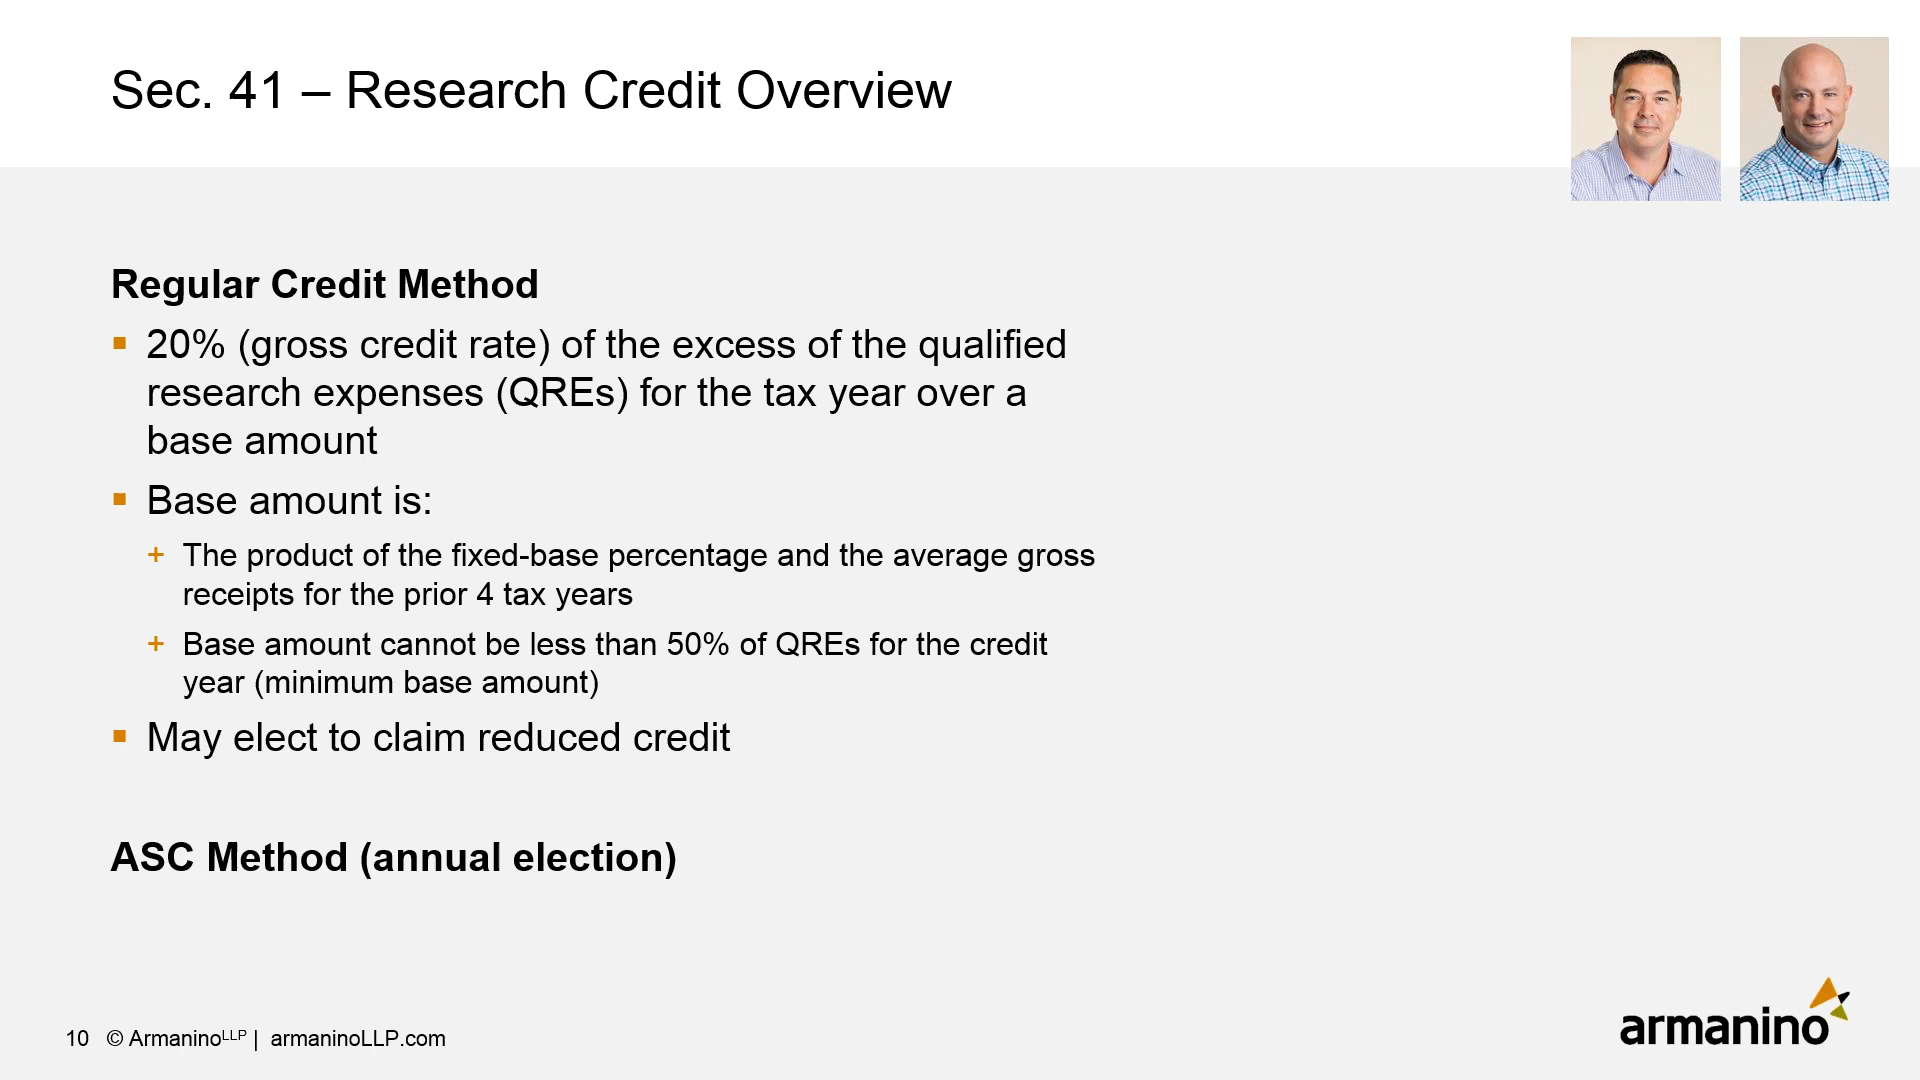 Sec. 41 – Research Credit Overview
Regular Credit Method
▪ 20% (gross credit rate) of the excess of the qualified
research expenses (QREs) for the tax year over a
base amount
▪ Base amount is:
+ The product of the fixed-base percentage and the average gross
receipts for the prior 4 tax years
+ Base amount cannot be less than 50% of QREs for the credit
year (minimum base amount)
▪ May elect to claim reduced credit
ASC Method (annual election)
10 © ArmaninoLLP | armaninoLLP.com
armanino